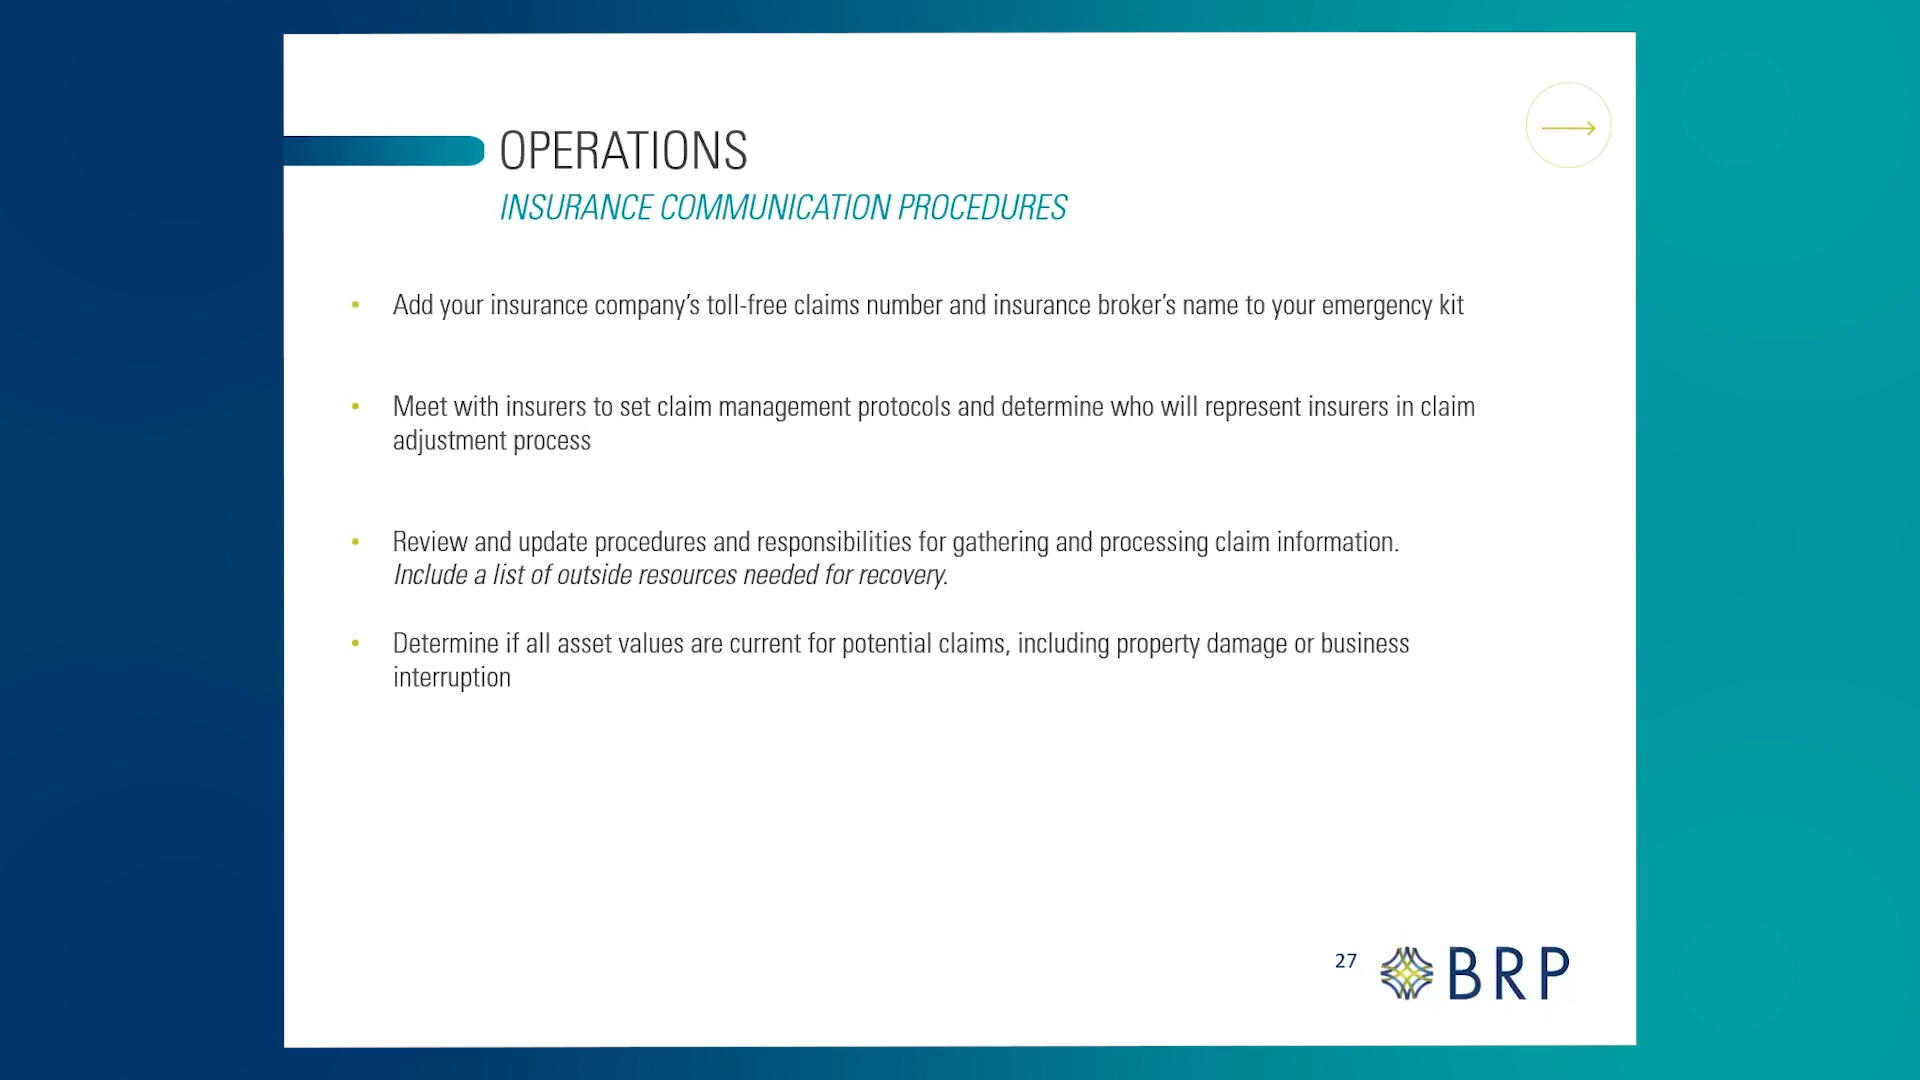 OPERATIONS
INSURANCE COMMUNICATION PROCEDURES
• Add your insurance company’s toll-free claims number and insurance broker’s name to your emergency kit
• Meet with insurers to set claim management protocols and determine who will represent insurers in claim
adjustment process
• Review and update procedures and responsibilities for gathering and processing claim information.
Include a list of outside resources needed for recovery.
• Determine if all asset values are current for potential claims, including property damage or business
interruption
27
BRP